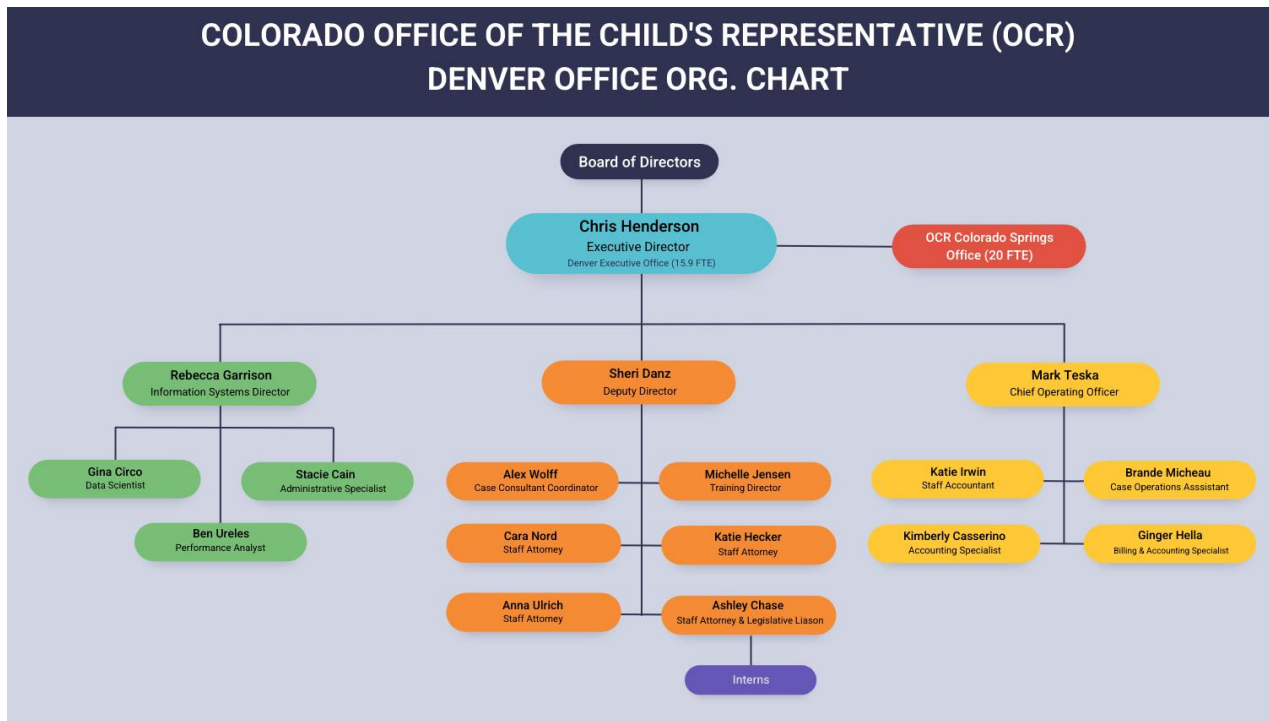 COLORADO OFFICE OF THE CHILD'S REPRESENTATIVE (OCR)
DENVER OFFICE ORG. CHART
Board of Directors
Chris Henderson
Executive Director
Denver Executive Office (15.9 FTE)
OCR Colorado Springs
Office (20 FTE)
Rebecca Garrison
Information Systems Director
Sheri Danz
Deputy Director
Mark Teska
Chief Operating Officer
Gina Circo
Data Scientist
Stacie Cain
Administrative Specialist
Ben Ureles
Performance Analyst
Alex Wolff
Case Consultant Coordinator
Michelle Jensen
Training Director
Cara Nord
Staff Attorney
Katie Hecker
Staff Attorney
Anna Ulrich
Staff Attorney
Ashley Chase
Staff Attorney & Legislative Liason
Interns
Katie Irwin
Staff Accountant
Brande Micheau
Case Operations Asssistant
Kimberly Casserino
Accounting Specialist
Ginger Hella
Billing & Accounting Specialist